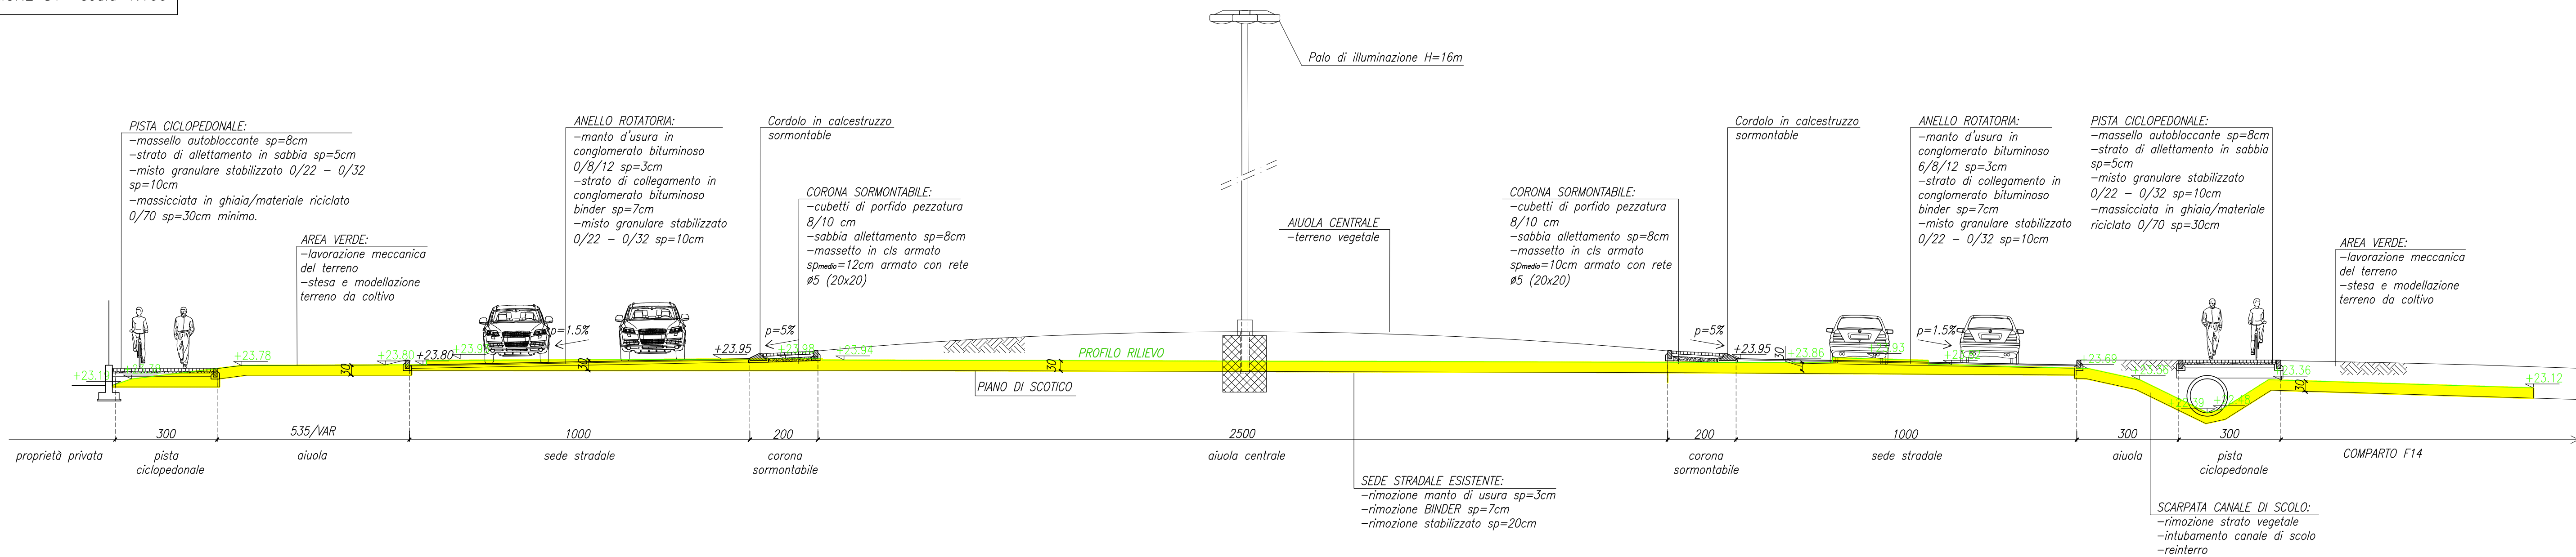 Palo di illuminazione H=16m
PISTA CICLOPEDONALE:
-massello autobloccante sp=8cm
-strato di allettamento in sabbia sp=5cm
-misto granulare stabilizzato 0/22 - 0/32
sp=10cm
-massicciata in ghiaia/materiale riciclato
0/70 sp=30cm minimo.
AREA VERDE:
-lavorazione meccanica
del terreno
-stesa e modellazione
terreno da coltivo
ANELLO ROTATORIA:
-manto d'usura in
conglomerato bituminoso
0/8/12 sp=3cm
-strato di collegamento in
conglomerato bituminoso
binder sp=7cm
-misto granulare stabilizzato
0/22 - 0/32 sp=10cm
Cordolo in calcestruzzo
sormontabile
CORONA SORMONTABILE:
-cubetti di porfido pezzatura
8/10 cm
-sabbia allettamento sp=8cm
-massetto in cls armato
spmedio=12cm armato con rete
ø5 (20x20)
AIUOLA CENTRALE
-terreno vegetale
CORONA SORMONTABILE:
-cubetti di porfido pezzatura
8/10 cm
-sabbia allettamento sp=8cm
-massetto in cls armato
spmedio=10cm armato con rete
ø5 (20x20)
Cordolo in calcestruzzo
sormontabile
ANELLO ROTATORIA:
-manto d'usura in
conglomerato bituminoso
6/8/12 sp=3cm
-strato di collegamento in
conglomerato bituminoso
binder sp=7cm
-misto granulare stabilizzato
0/22 - 0/32 sp=10cm
PISTA CICLOPEDONALE:
-massello autobloccante sp=8cm
-strato di allettamento in sabbia
sp=5cm
-misto granulare stabilizzato
0/22 - 0/32 sp=10cm
-massicciata in ghiaia/materiale
riciclato 0/70 sp=30cm
AREA VERDE:
-lavorazione meccanica
del terreno
-stesa e modellazione
terreno da coltivo
+23.19
+23.78
30
+23.80
+23.80
p=1.5%
30
+23.95
p=5%
+23.98
+23.94
30
PROFILO RILIEVO
PIANO DI SCOTICO
p=5%
+23.95
30
+23.86
+23.93
p=1.5%
+23.69
+23.36
30
+23.12
300
535/VAR
1000
200
2500
200
1000
300
300
proprietà privata
pista
ciclopedonale
aiuola
sede stradale
corona
sormontabile
aiuola centrale
corona
sormontabile
sede stradale
aiuola
pista
ciclopedonale
COMPARTO F14
SEDE STRADALE ESISTENTE:
-rimozione manto di usura sp=3cm
-rimozione BINDER sp=7cm
-rimozione stabilizzato sp=20cm
SCARPATA CANALE DI SCOLO:
-rimozione strato vegetale
-intubamento canale di scolo
-reinterro